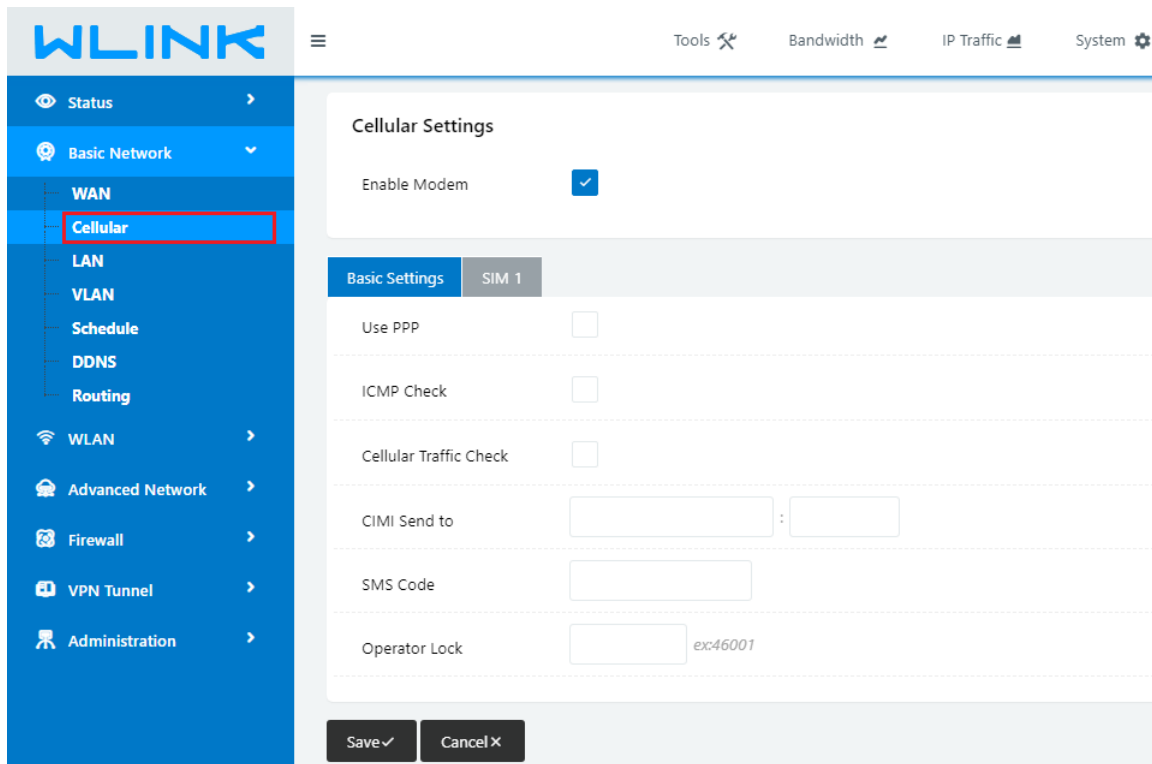 WLINK
Tools
Bandwidth
IP Traffic
System
Status
Basic Network
WAN
Cellular
LAN
VLAN
Schedule
DDNS
Routing
WLAN
Advanced Network
Firewall
VPN Tunnel
Administration
Cellular Settings
Enable Modem
Basic Settings
SIM 1
Use PPP
ICMP Check
Cellular Traffic Check
CIMI Send to :
SMS Code
Operator Lock ex:46001
Save
Cancel